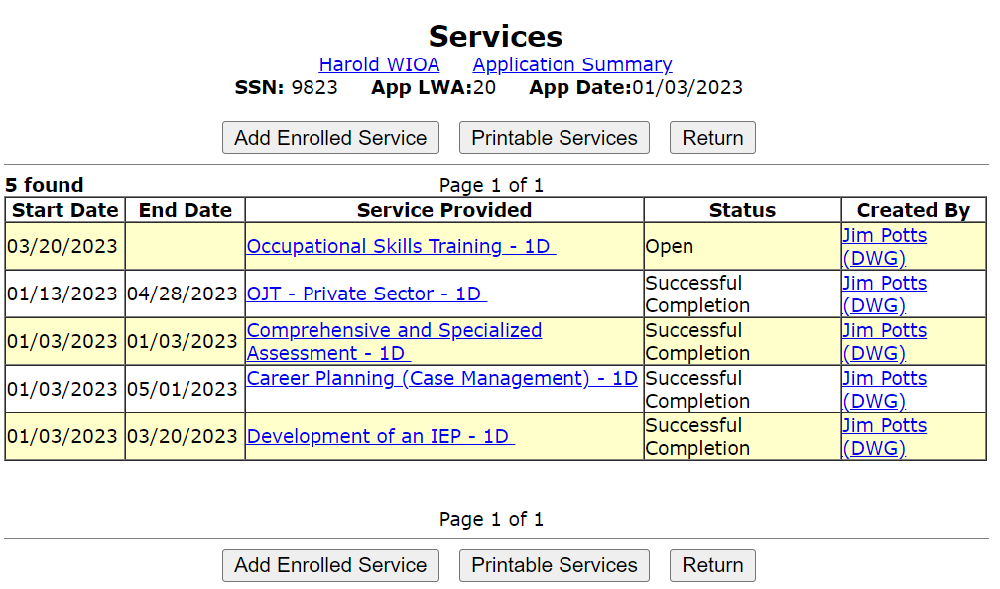 Services
Harold WIOA Application Summary
SSN: 9823 App LWA:20 App Date:01/03/2023
Add Enrolled Service Printable Services Return
5 found Page 1 of 1
Start Date End Date Service Provided Status Created By
03/20/2023 Occupational Skills Training - 1D Open Jim Potts
(DWG)
01/13/2023 04/28/2023 OJT - Private Sector - 1D Successful Jim Potts
Completion (DWG)
01/03/2023 01/03/2023 Comprehensive and Specialized Successful Jim Potts
Assessment - 1D Completion (DWG)
01/03/2023 05/01/2023 Career Planning (Case Management) - 1D Successful Jim Potts
Completion (DWG)
01/03/2023 03/20/2023 Development of an IEP - 1D Successful Jim Potts
Completion (DWG)
Page 1 of 1
Add Enrolled Service Printable Services Return